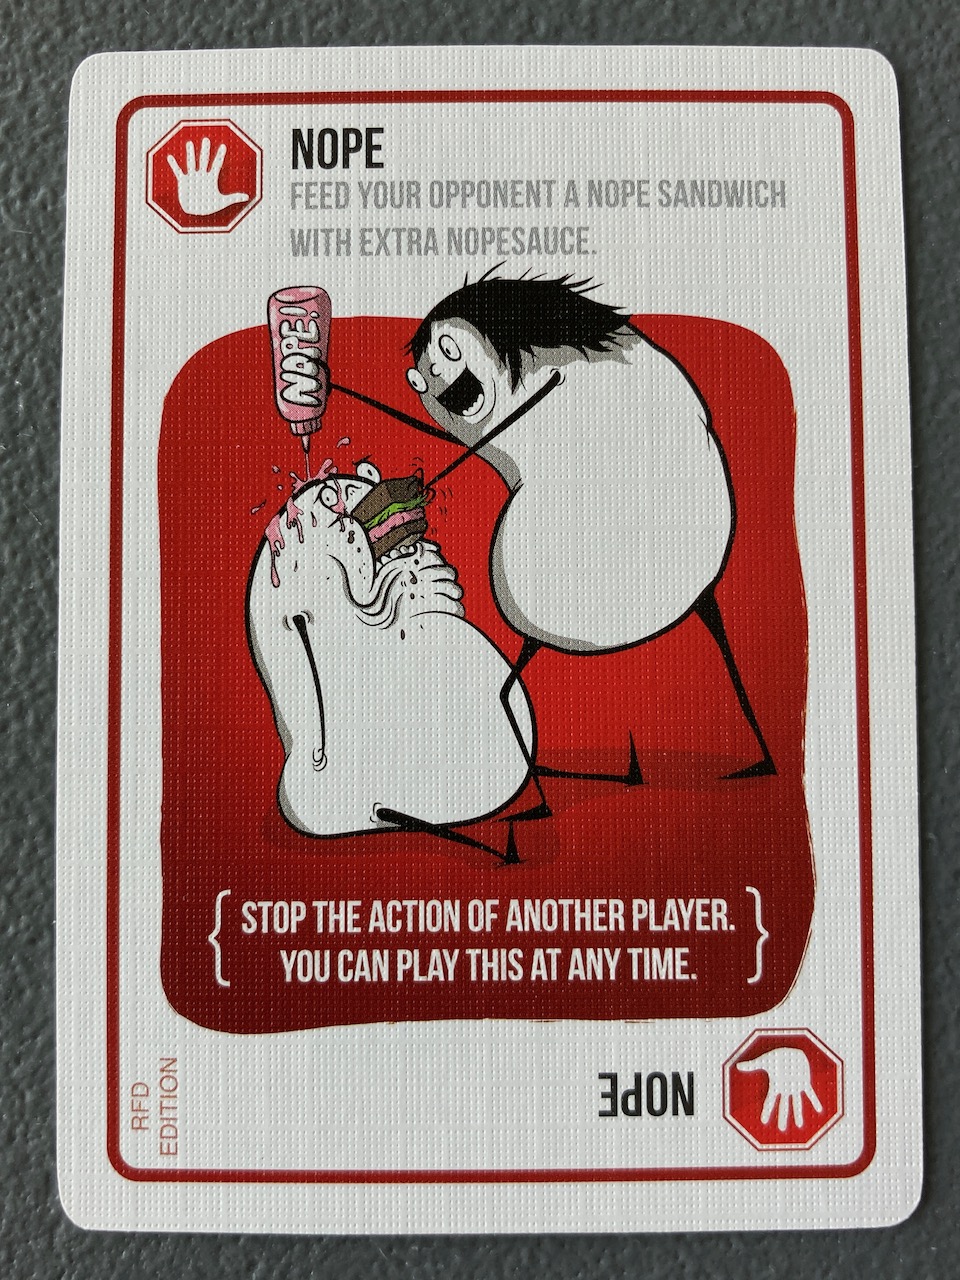 NOPE
FEED YOUR OPPONENT A NOPE SANDWICH
WITH EXTRA NOPESAUCE.
NOPE!
{ STOP THE ACTION OF ANOTHER PLAYER.
YOU CAN PLAY THIS AT ANY TIME. }
NOPE
RFD
EDITION